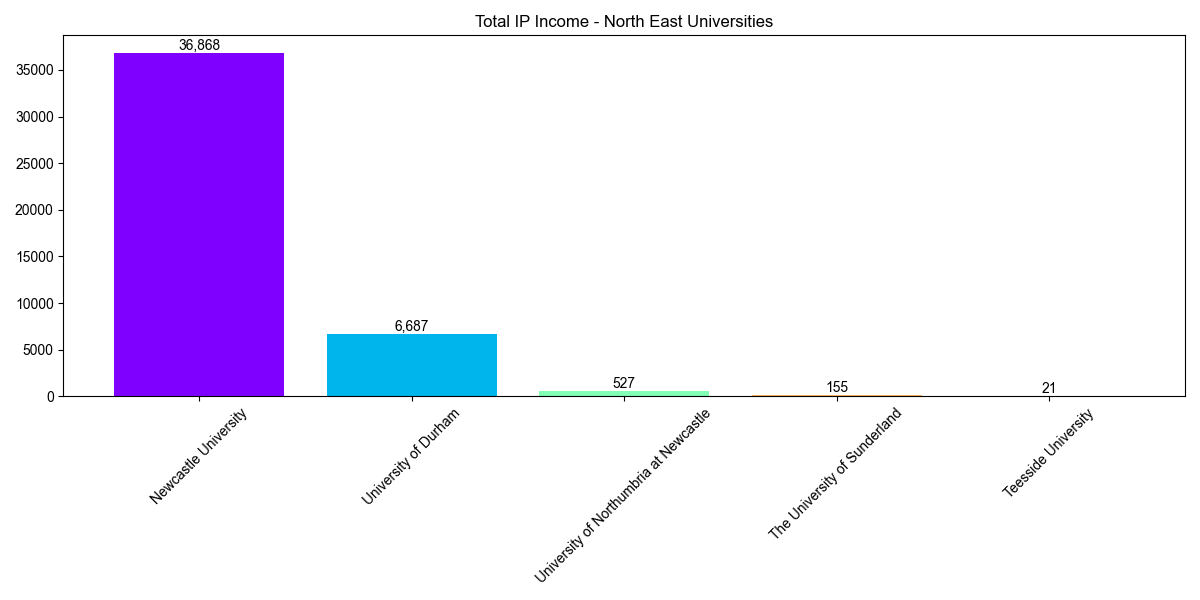 Total IP Income - North East Universities
36,868
6,687
527
155
21
35000
30000
25000
20000
15000
10000
5000
0
Newcastle University
University of Durham
University of Northumbria at Newcastle
The University of Sunderland
Teesside University